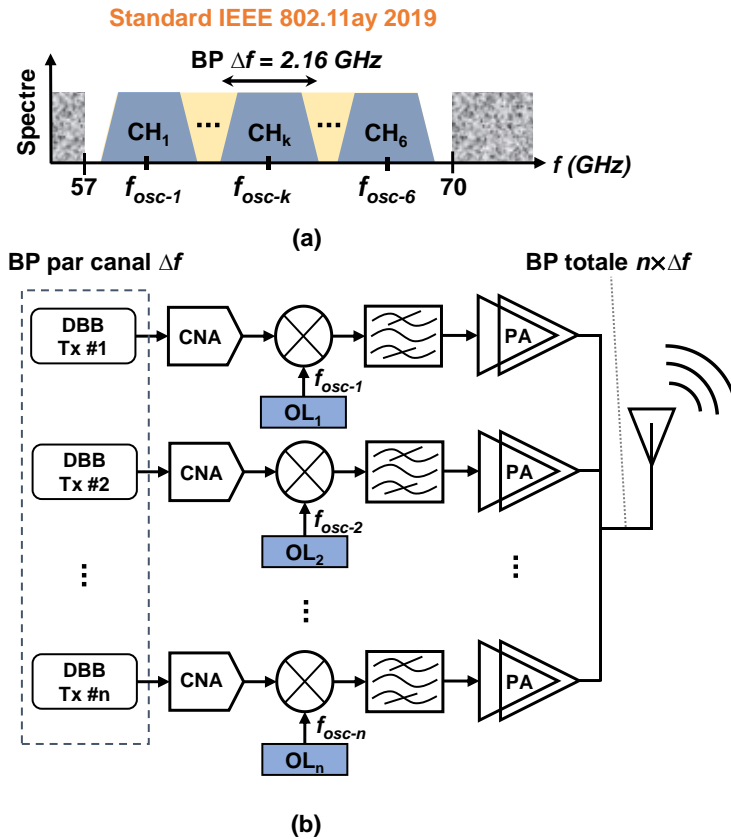 Standard IEEE 802.11ay 2019
BP Δf = 2.16 GHz
Spectre
CH1 ... CHk ... CH6
57 fosc-1 fosc-k fosc-6 70 f (GHz)
(a)
BP par canal Δf
BP totale n×Δf
DBB
Tx #1
CNA
PA
fosc-1
OL1
DBB
Tx #2
CNA
PA
fosc-2
OL2
...
...
...
DBB
Tx #n
CNA
PA
fosc-n
OLn
(b)